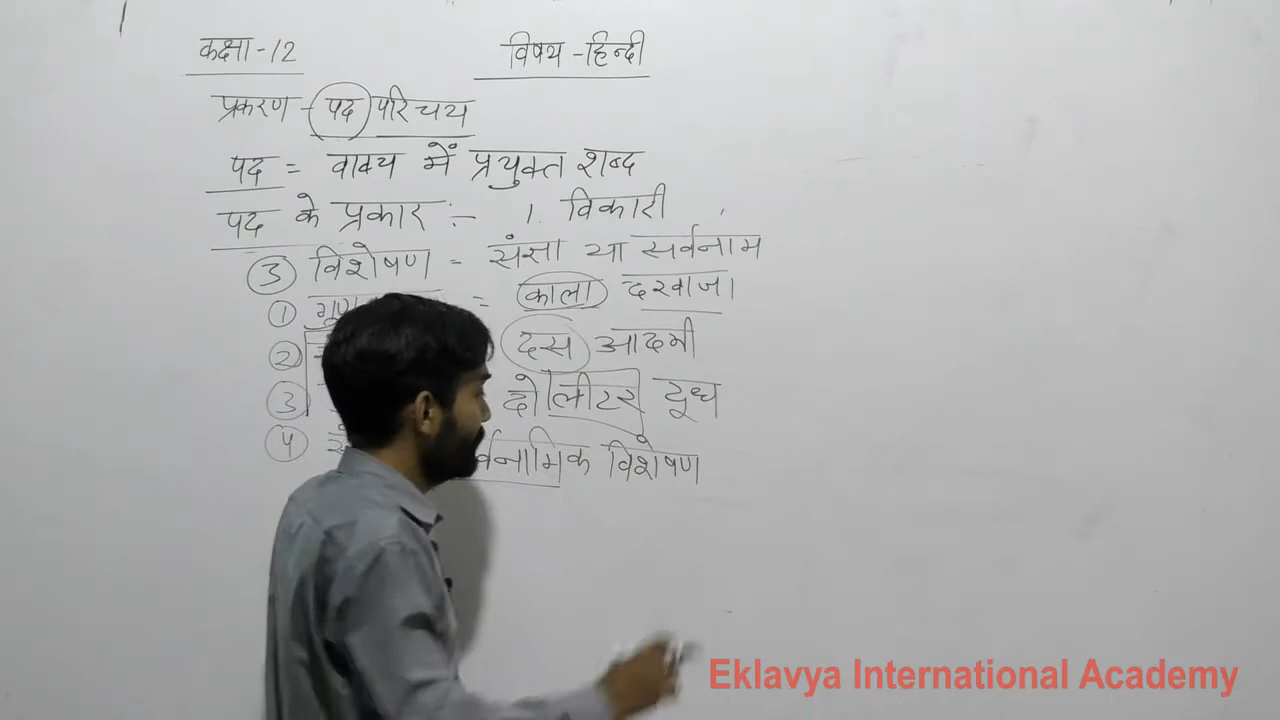 कक्षा-12 विषय-हिन्दी
प्रकरण - पद परिचय
पद = वाक्य में प्रयुक्त शब्द
पद के प्रकार :- 1. विकारी
③ विशेषण - संज्ञा या सर्वनाम
① = काला दरवाजा
② दस आदमी
③ दो लीटर दूध
④ विशेषण
Eklavya International Academy